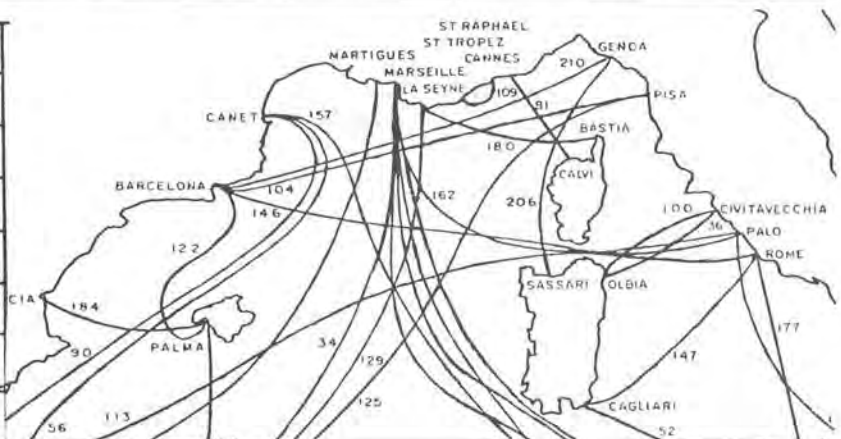 ST RAPHAEL
ST TROPEZ
GENOA
MARTIGUES
CANNES
210
MARSEILLE
LA SEYNE
109
91
PISA
CANET
157
BASTIA
180
CALVI
BARCELONA
104
162
206
146
100
CIVITAVECCHIA
36
PALO
122
ROME
CIA
184
SASSARI
OLBIA
177
PALMA
34
90
129
147
125
113
CAGLIARI
56
52